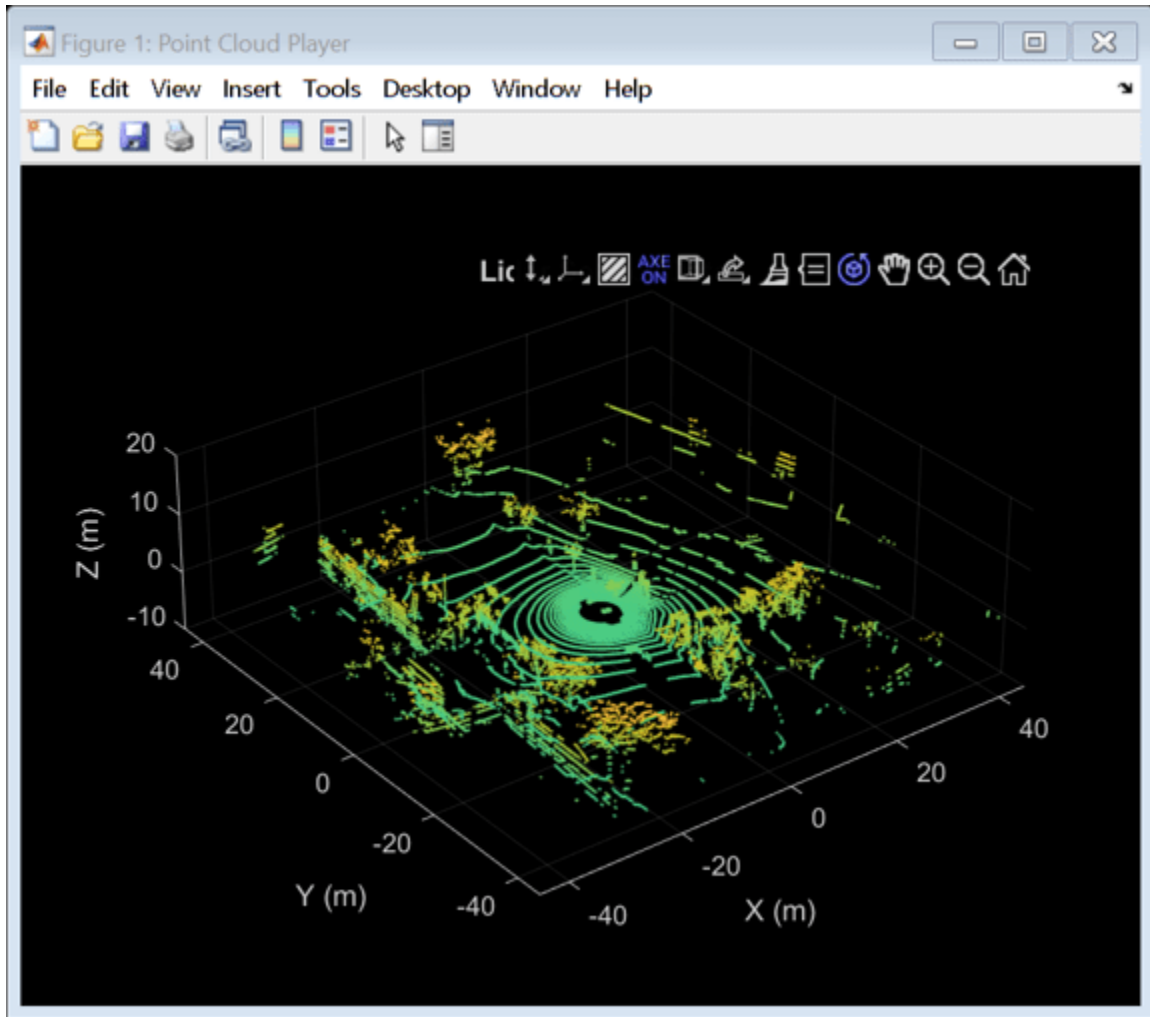 Figure 1: Point Cloud Player
File Edit View Insert Tools Desktop Window Help
Lic
AXE
ON
20
10
0
-10
Z (m)
40
20
0
-20
-40
Y (m)
-40
-20
0
20
40
X (m)